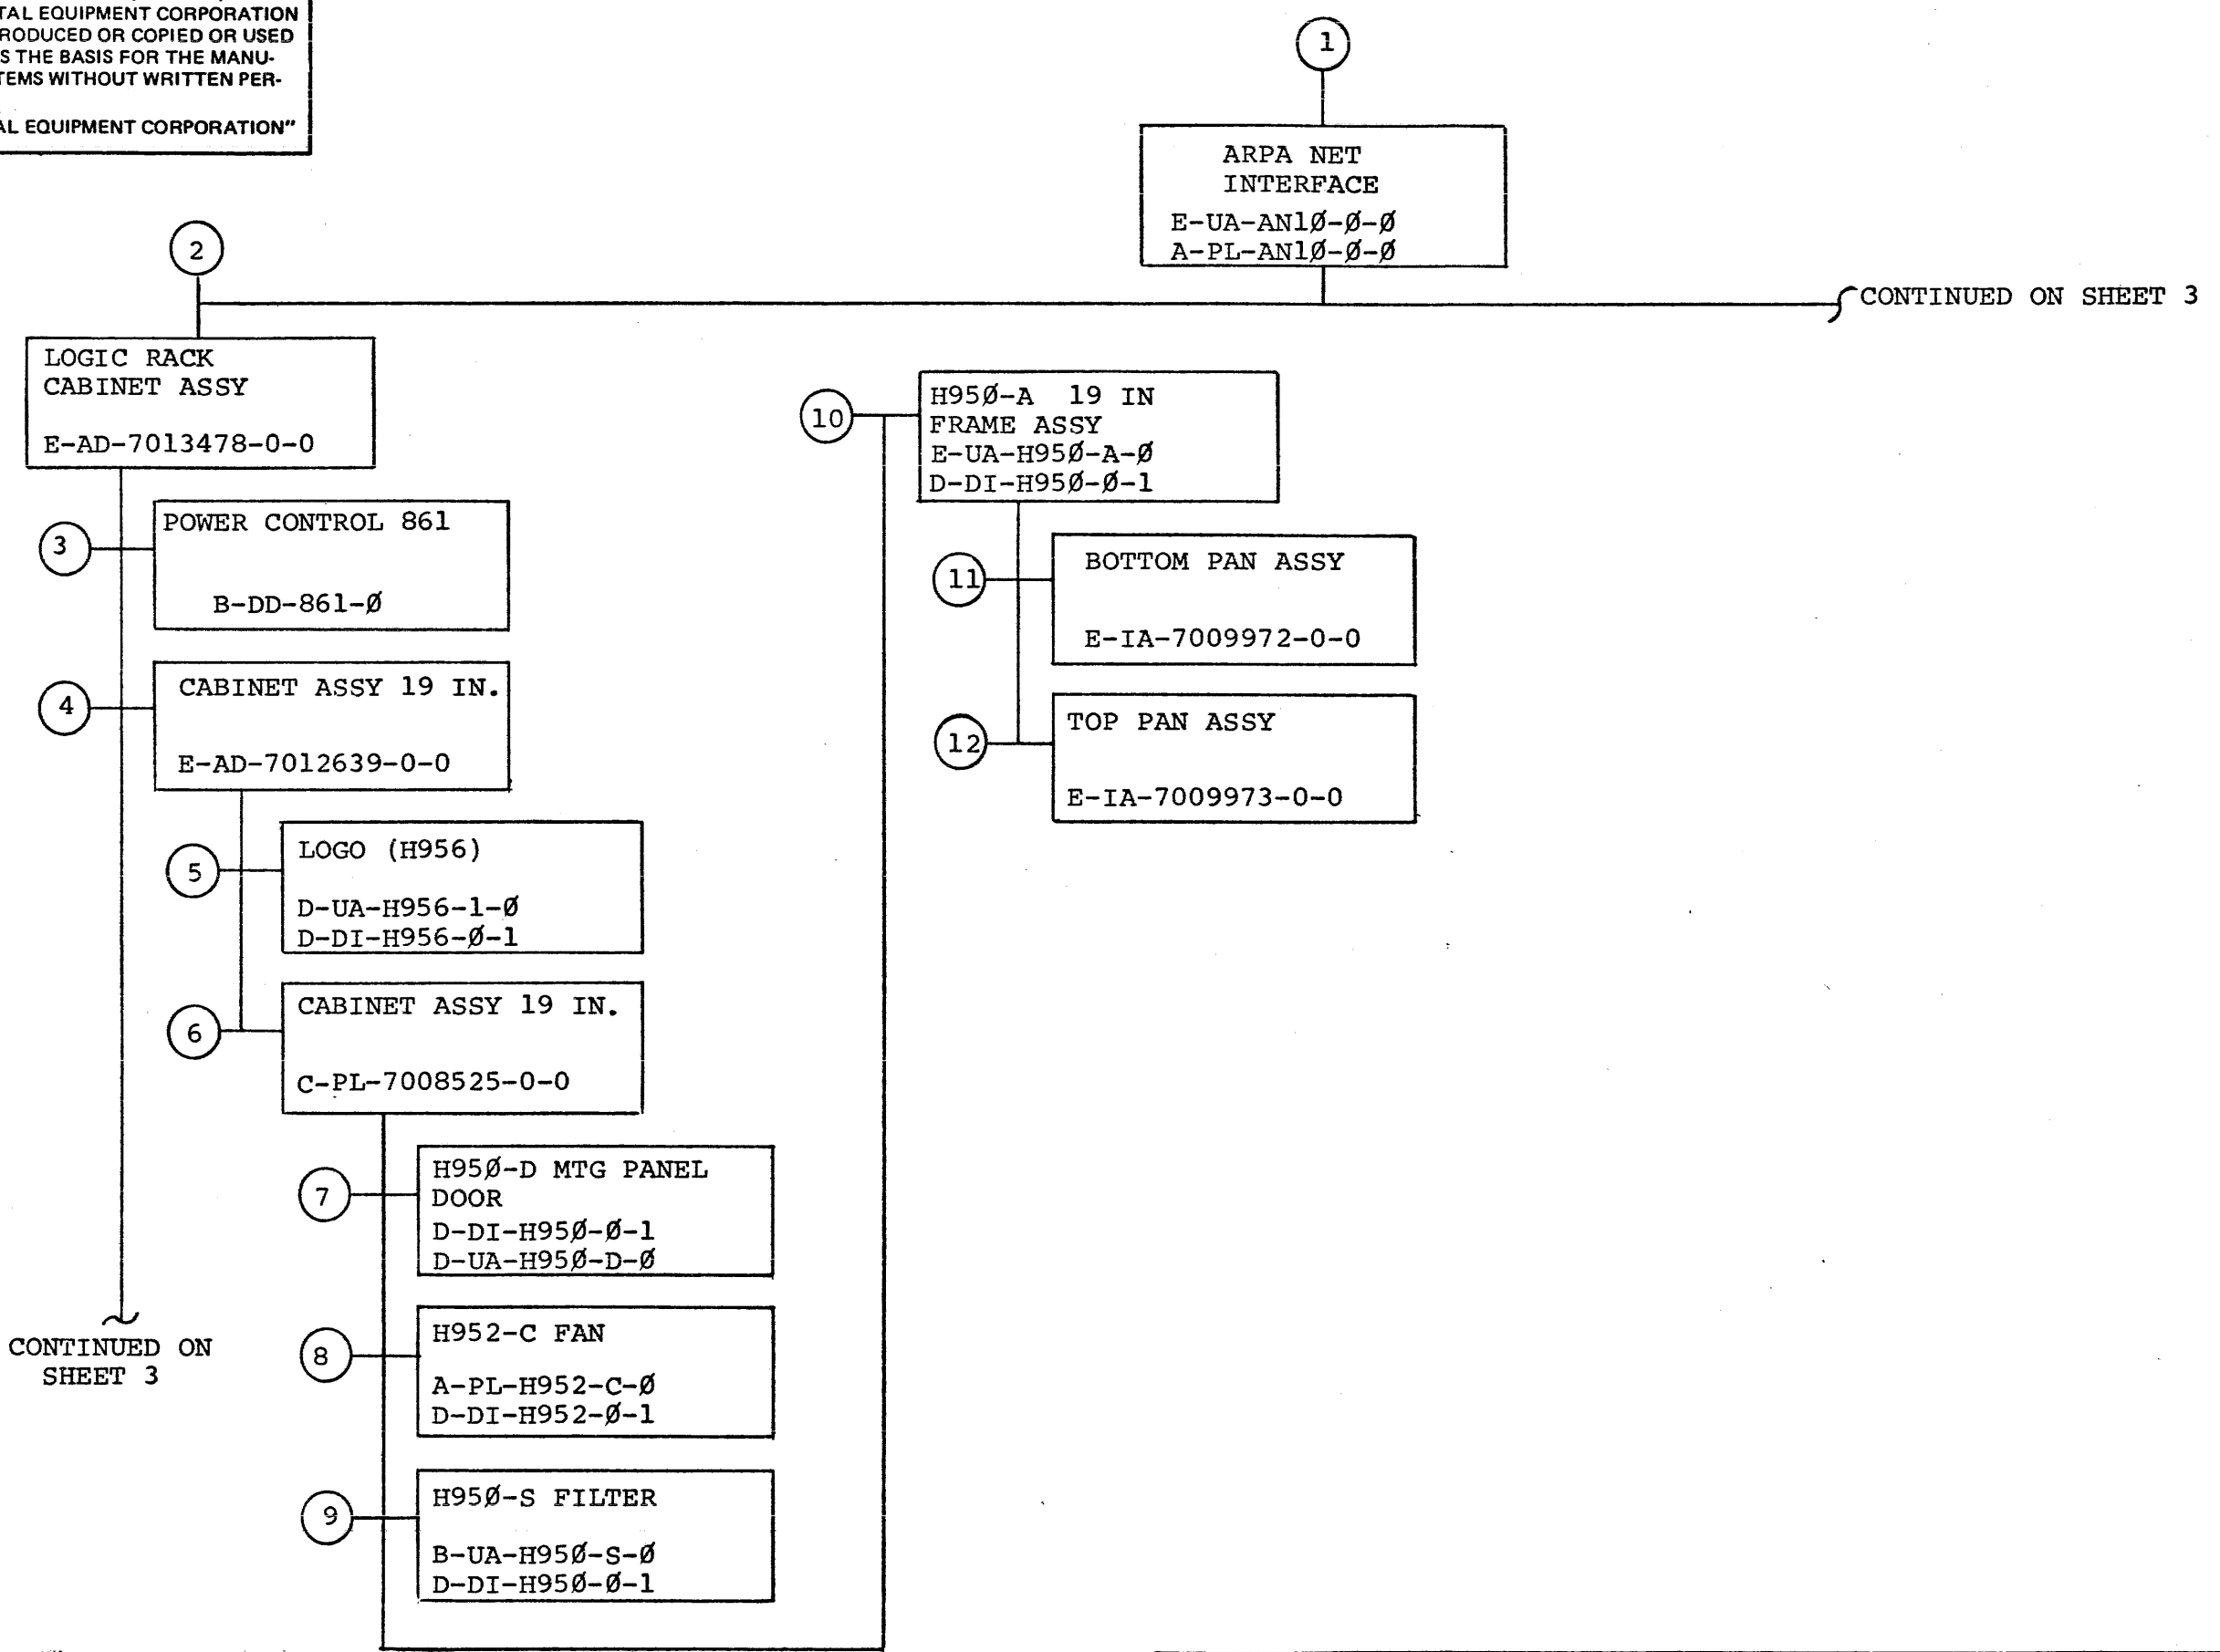 TAL EQUIPMENT CORPORATION
RODUCED OR COPIED OR USED
S THE BASIS FOR THE MANU-
TEMS WITHOUT WRITTEN PER-
AL EQUIPMENT CORPORATION"
1
ARPA NET
INTERFACE
E-UA-AN1Ø-Ø-Ø
A-PL-AN1Ø-Ø-Ø
CONTINUED ON SHEET 3
2
LOGIC RACK
CABINET ASSY
E-AD-7013478-0-0
3
POWER CONTROL 861
B-DD-861-Ø
4
CABINET ASSY 19 IN.
E-AD-7012639-0-0
5
LOGO (H956)
D-UA-H956-1-Ø
D-DI-H956-Ø-1
6
CABINET ASSY 19 IN.
C-PL-7008525-0-0
7
H95Ø-D MTG PANEL
DOOR
D-DI-H95Ø-Ø-1
D-UA-H95Ø-D-Ø
CONTINUED ON
SHEET 3
8
H952-C FAN
A-PL-H952-C-Ø
D-DI-H952-Ø-1
9
H95Ø-S FILTER
B-UA-H95Ø-S-Ø
D-DI-H95Ø-Ø-1
10
H95Ø-A 19 IN
FRAME ASSY
E-UA-H95Ø-A-Ø
D-DI-H95Ø-Ø-1
11
BOTTOM PAN ASSY
E-IA-7009972-0-0
12
TOP PAN ASSY
E-IA-7009973-0-0